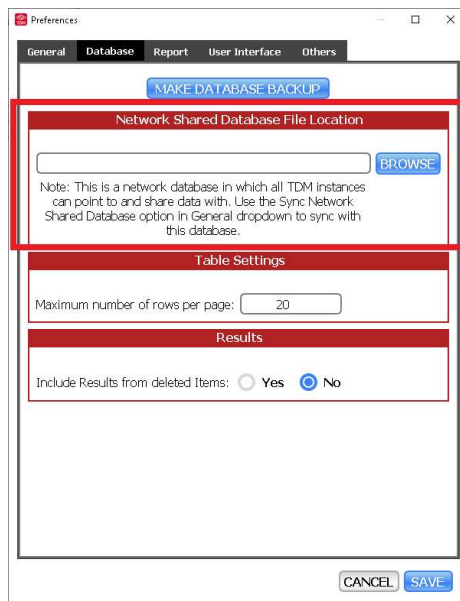 Preferences
General Database Report User Interface Others
MAKE DATABASE BACKUP
Network Shared Database File Location
BROWSE
Note: This is a network database in which all TDM instances
can point to and share data with. Use the Sync Network
Shared Database option in General dropdown to sync with
this database.
Table Settings
Maximum number of rows per page: 20
Results
Include Results from deleted Items: Yes No
CANCEL SAVE